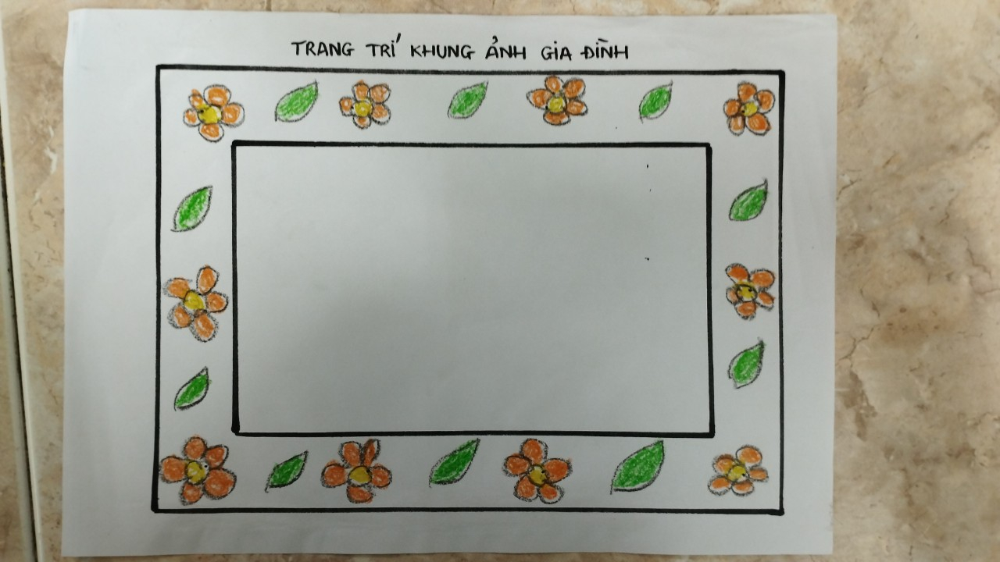 TRANG TRÍ KHUNG ẢNH GIA ĐÌNH